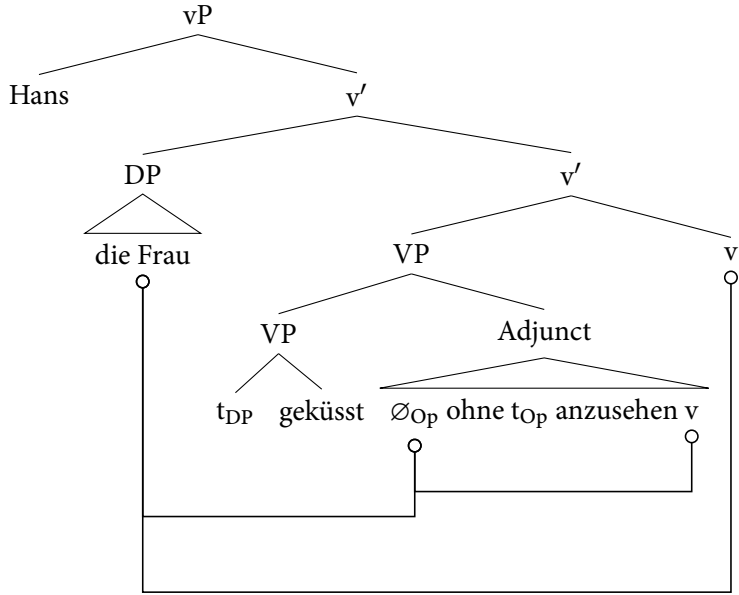 vP
Hans v′
DP v′
die Frau VP v
VP Adjunct
t_DP geküsst ∅_Op ohne t_Op anzusehen v